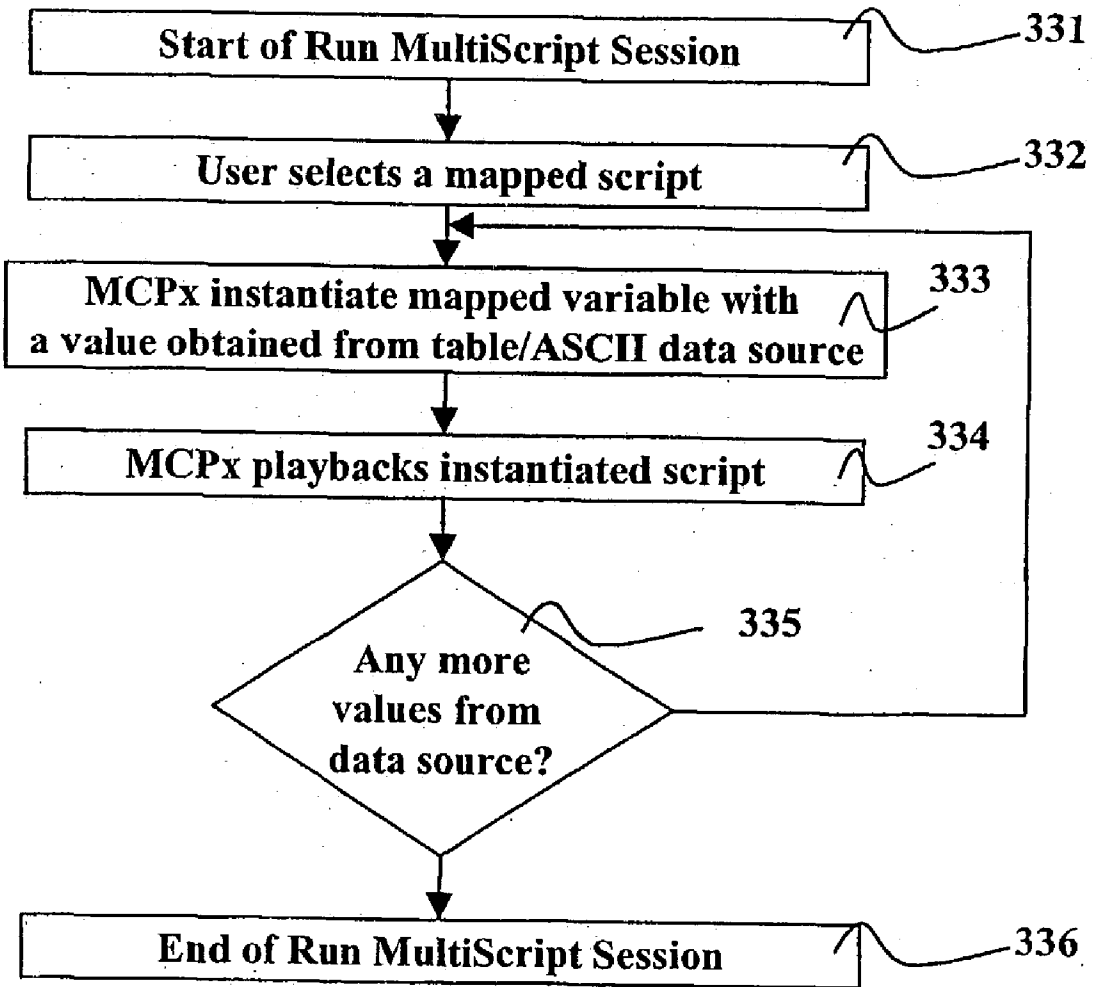 Start of Run MultiScript Session
331
User selects a mapped script
332
MCPx instantiate mapped variable with
a value obtained from table/ASCII data source
333
MCPx playbacks instantiated script
334
Any more
values from
data source?
335
End of Run MultiScript Session
336